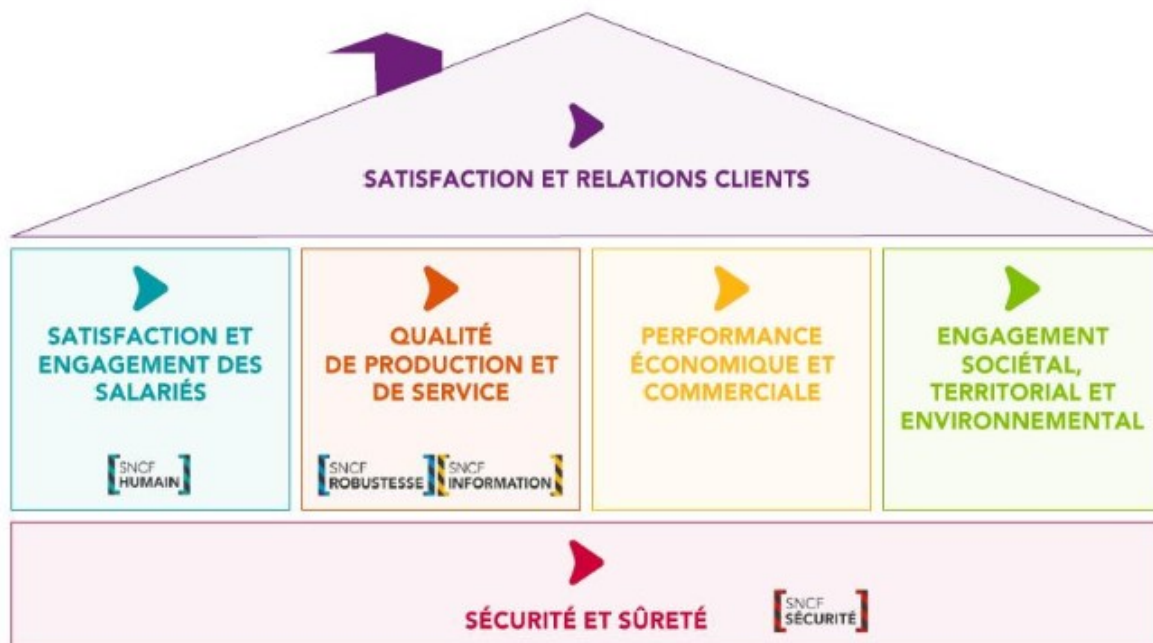 SATISFACTION ET RELATIONS CLIENTS
SATISFACTION ET
ENGAGEMENT DES
SALARIÉS
SNCF
HUMAIN
QUALITÉ
DE PRODUCTION ET
DE SERVICE
SNCF
ROBUSTESSE
SNCF
INFORMATION
PERFORMANCE
ÉCONOMIQUE ET
COMMERCIALE
ENGAGEMENT
SOCIÉTAL,
TERRITORIAL ET
ENVIRONNEMENTAL
SÉCURITÉ ET SÛRETÉ
SNCF
SÉCURITÉ